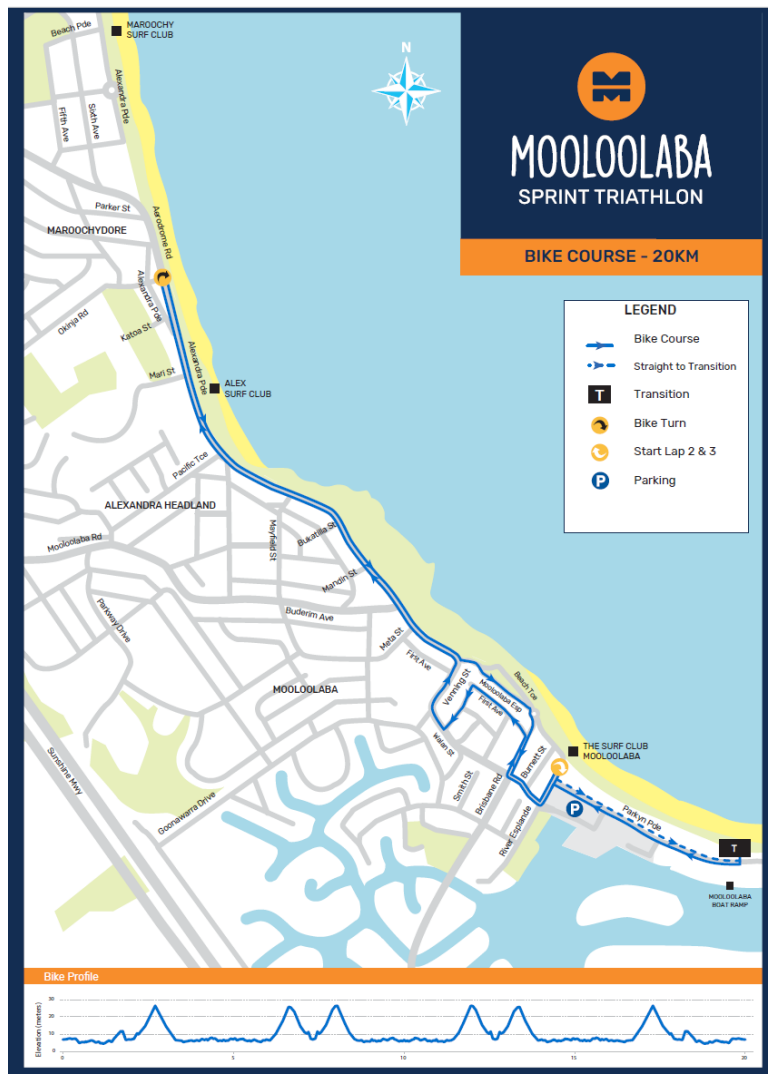 MAROOCHY
SURF CLUB
Beach Pde
Alexandra Pde
Fifth Ave
Sixth Ave
N
MOOLOOLABA
SPRINT TRIATHLON
BIKE COURSE - 20KM
Parker St
MAROOCHYDORE
Aerodrome Rd
Alexandra Pde
Okinja Rd
Katoa St
Mari St
Alexandra Pde
ALEX
SURF CLUB
LEGEND
Bike Course
Straight to Transition
T
Transition
Bike Turn
Start Lap 2 & 3
P
Parking
Pacific Tce
ALEXANDRA HEADLAND
Mooloolaba Rd
Mayfield St
Bukatilla St
Mandin St
Parkway Drive
Buderim Ave
Meta St
First Ave
MOOLOOLABA
Venning St
Mooloolaba Esp
First Ave
Beach Tce
Walan St
Burnett St
THE SURF CLUB
MOOLOOLABA
Smith St
Brisbane Rd
River Esplande
P
Parkyn Pde
T
MOOLOOLABA
BOAT RAMP
Sunshine Mwy
Goonawarra Drive
Bike Profile
Elevation (meters)
30
20
10
0
0
5
10
15
20